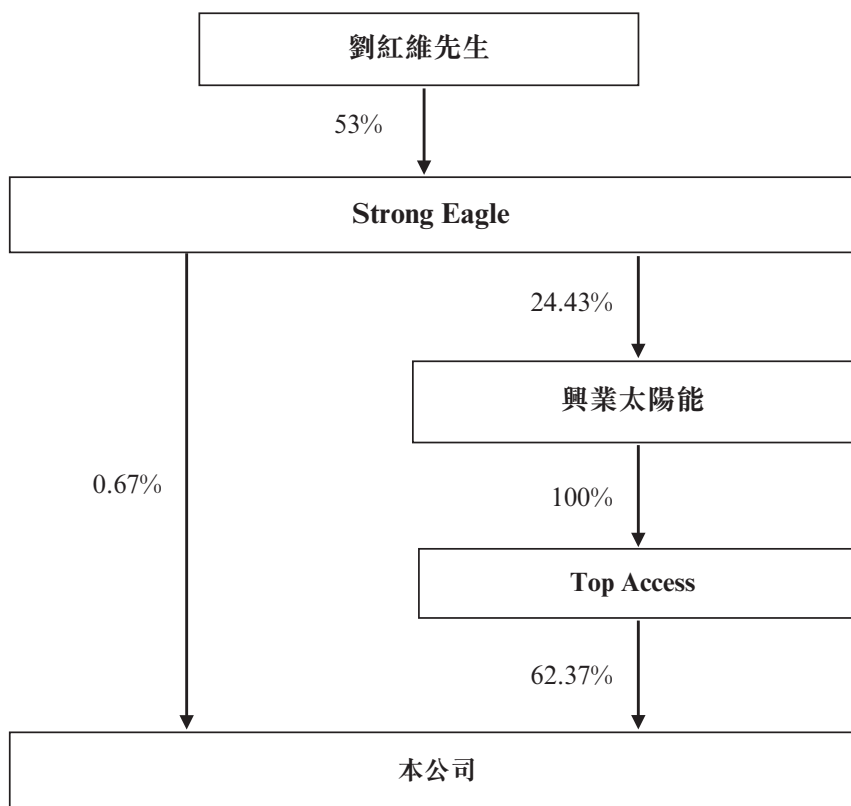 劉紅維先生
53%
Strong Eagle
24.43%
興業太陽能
0.67%
100%
Top Access
62.37%
本公司